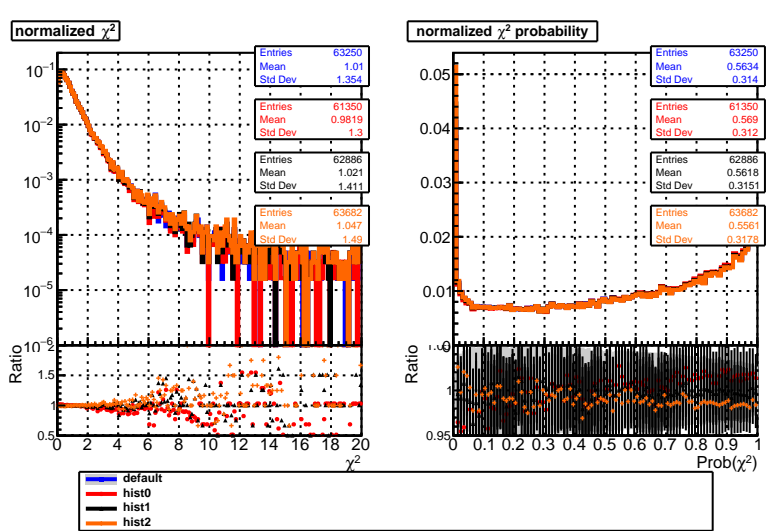 normalized χ²
Entries 63250
Mean 1.01
Std Dev 1.354
Entries 61350
Mean 0.9819
Std Dev 1.3
Entries 62886
Mean 1.021
Std Dev 1.411
Entries 63682
Mean 1.047
Std Dev 1.49
10⁻¹
10⁻²
10⁻³
10⁻⁴
10⁻⁵
10⁻⁶
2
1.5
1
0.5
Ratio
0 2 4 6 8 10 12 14 16 18 20
χ²
normalized χ² probability
Entries 63250
Mean 0.5634
Std Dev 0.314
Entries 61350
Mean 0.569
Std Dev 0.312
Entries 62886
Mean 0.5618
Std Dev 0.3151
Entries 63682
Mean 0.5561
Std Dev 0.3178
0.05
0.04
0.03
0.02
0.01
0
1
0.95
Ratio
0 0.1 0.2 0.3 0.4 0.5 0.6 0.7 0.8 0.9 1
Prob(χ²)
default
hist0
hist1
hist2